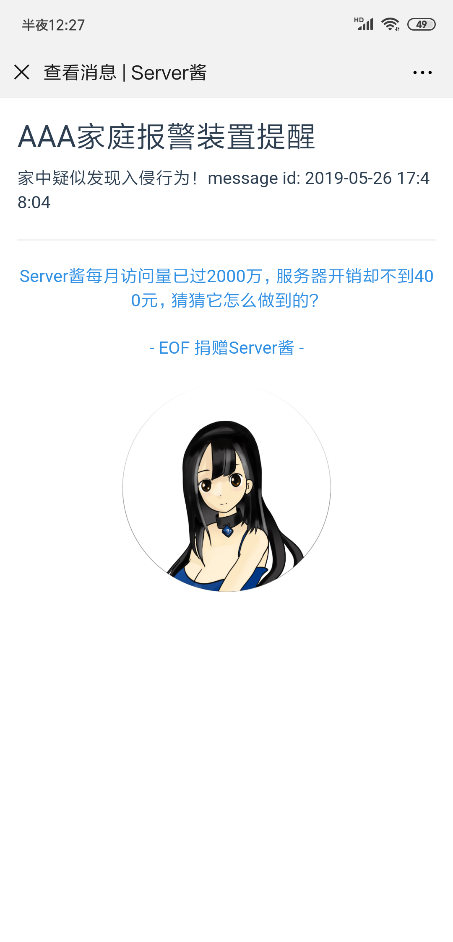 半夜12:27
HD
49
查看消息 | Server酱
AAA家庭报警装置提醒
家中疑似发现入侵行为！message id: 2019-05-26 17:4
8:04
Server酱每月访问量已过2000万，服务器开销却不到40
0元，猜猜它怎么做到的？
- EOF 捐赠Server酱 -